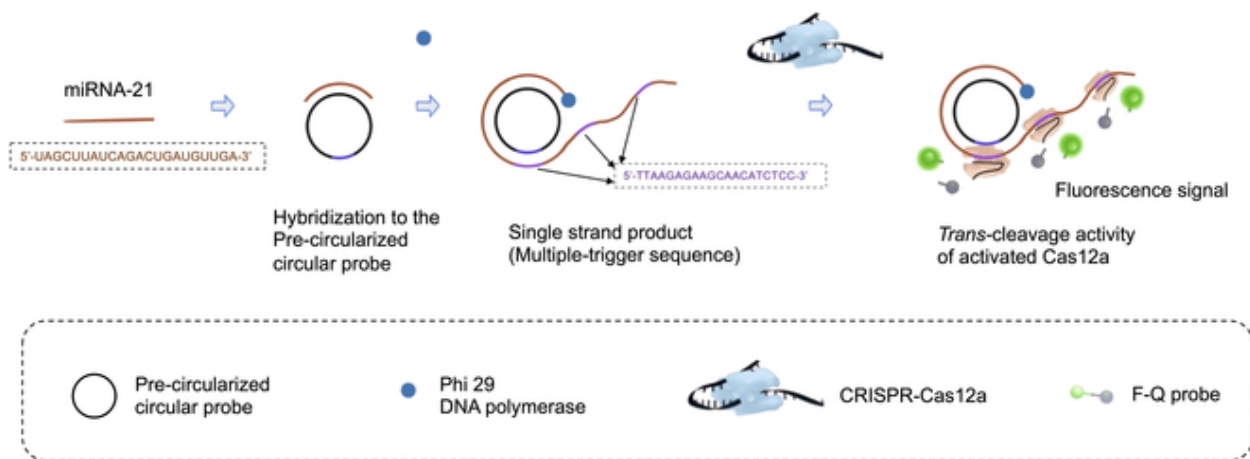 miRNA-21
5'-UAGCUUAUCAGACUGAUGUUGA-3'
Hybridization to the
Pre-circularized
circular probe
5'-TTAAGAGAAGCAACATCTCC-3'
Single strand product
(Multiple-trigger sequence)
Fluorescence signal
Trans-cleavage activity
of activated Cas12a
Pre-circularized
circular probe
Phi 29
DNA polymerase
CRISPR-Cas12a
F-Q probe